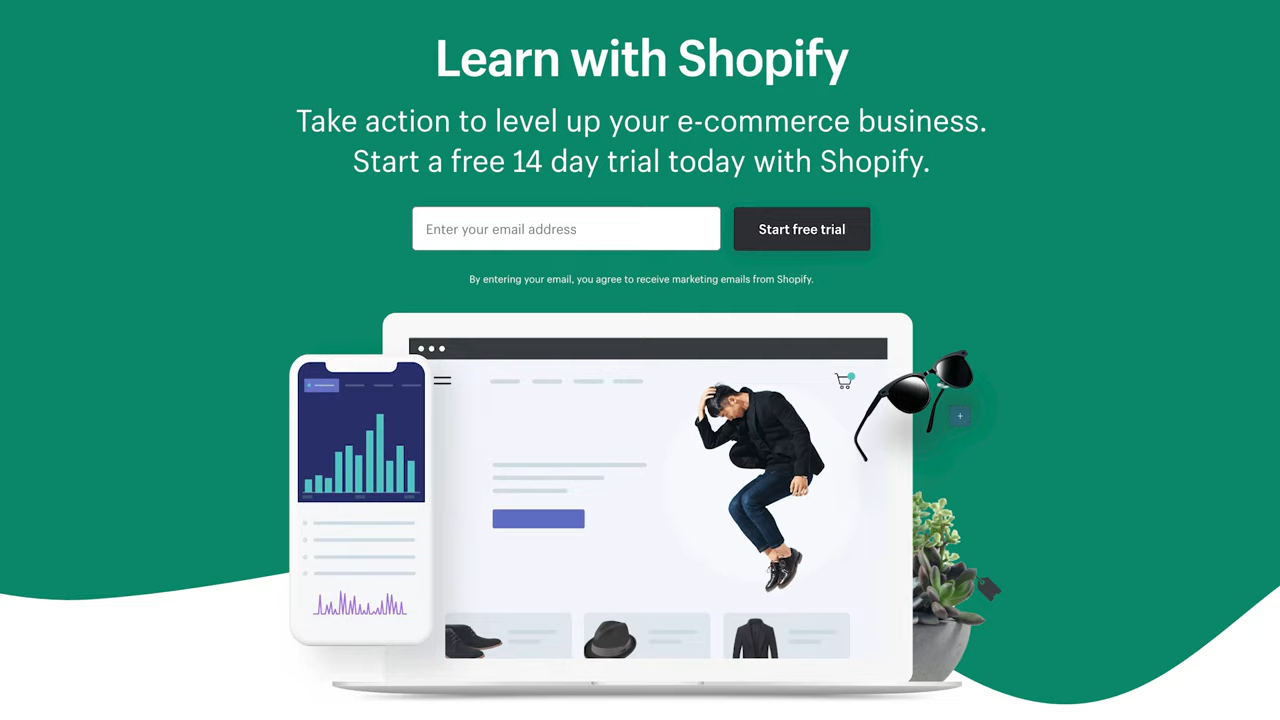 Learn with Shopify
Take action to level up your e-commerce business.
Start a free 14 day trial today with Shopify.
Enter your email address
Start free trial
By entering your email, you agree to receive marketing emails from Shopify.